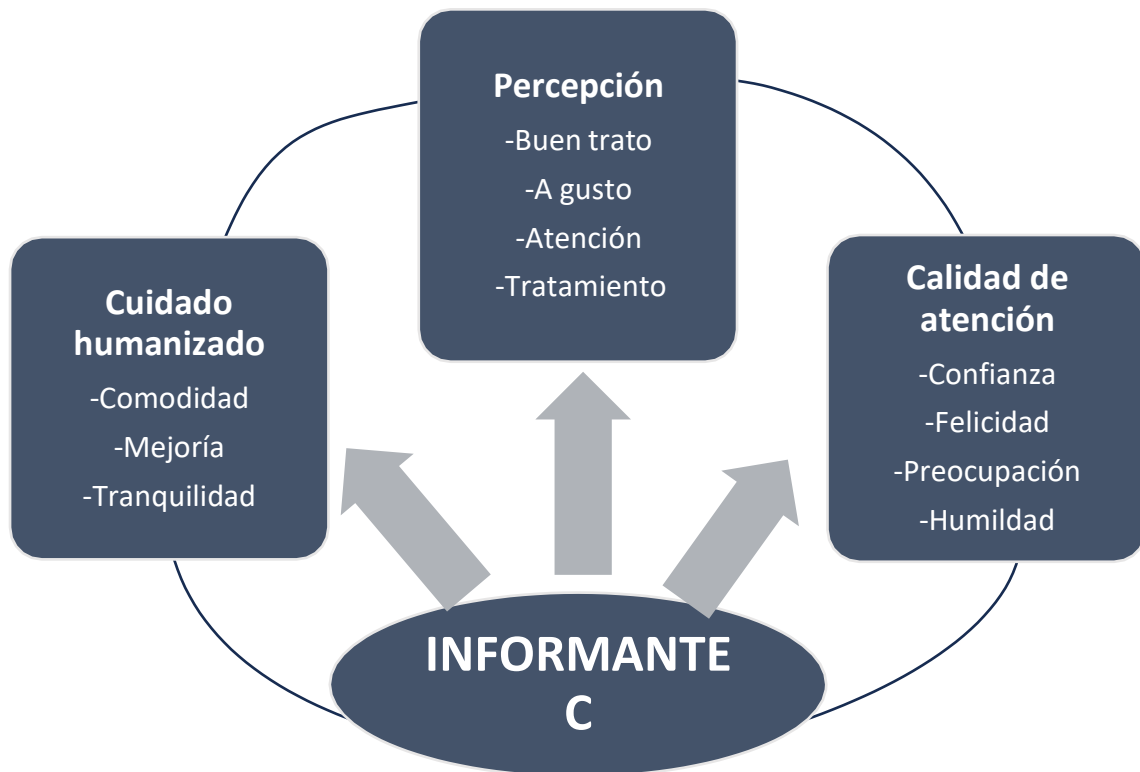 Percepción
-Buen trato
-A gusto
-Atención
-Tratamiento
Cuidado
humanizado
-Comodidad
-Mejoría
-Tranquilidad
Calidad de
atención
-Confianza
-Felicidad
-Preocupación
-Humildad
INFORMANTE
C